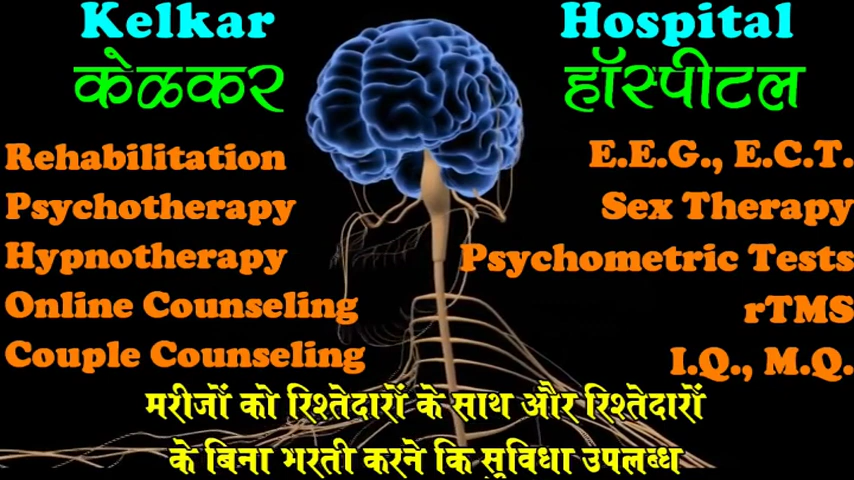 Kelkar Hospital
केळकर हॉस्पीटल
Rehabilitation
Psychotherapy
Hypnotherapy
Online Counseling
Couple Counseling
E.E.G., E.C.T.
Sex Therapy
Psychometric Tests
rTMS
I.Q., M.Q.
मरीजों को रिश्तेदारों के साथ और रिश्तेदारों
के बिना भरती करने कि सुविधा उपलब्ध